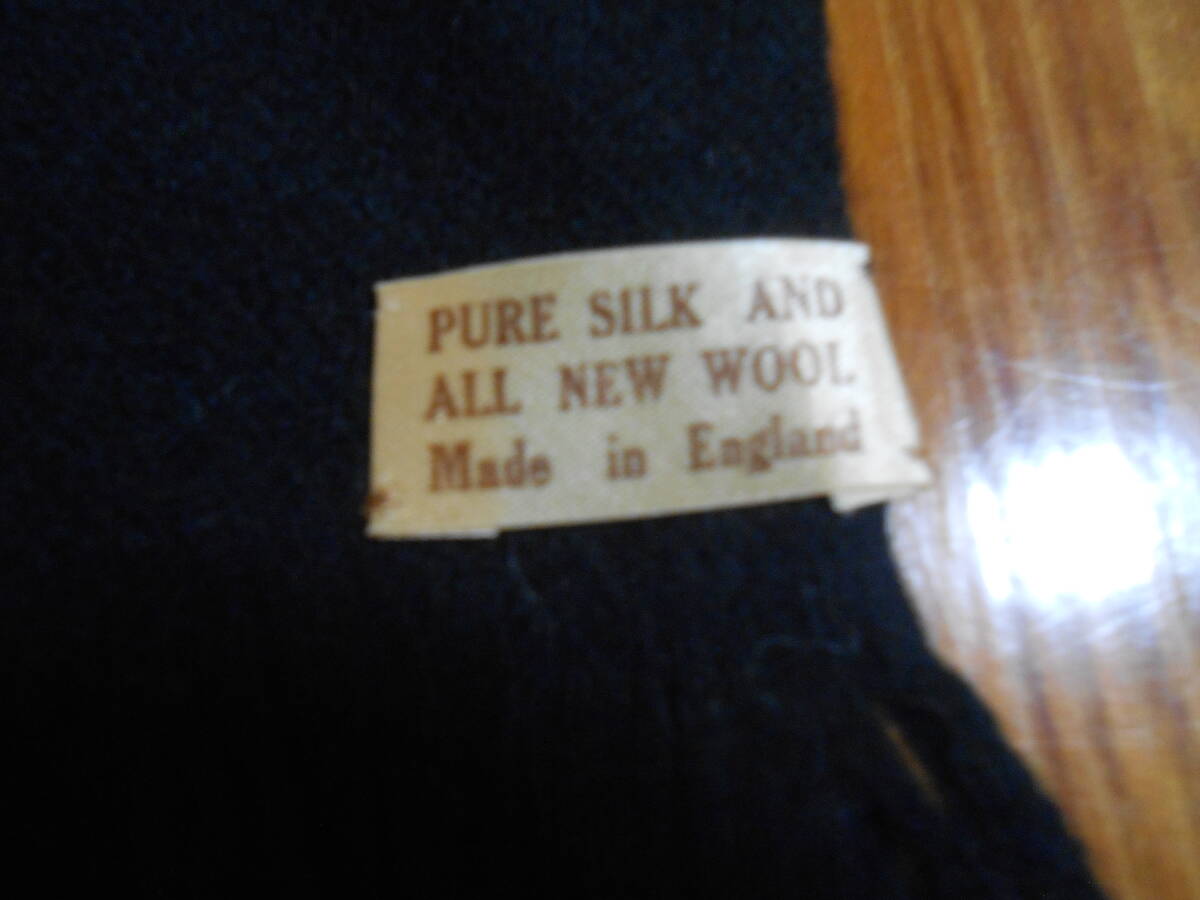 PURE SILK AND
ALL NEW WOOL
Made in England